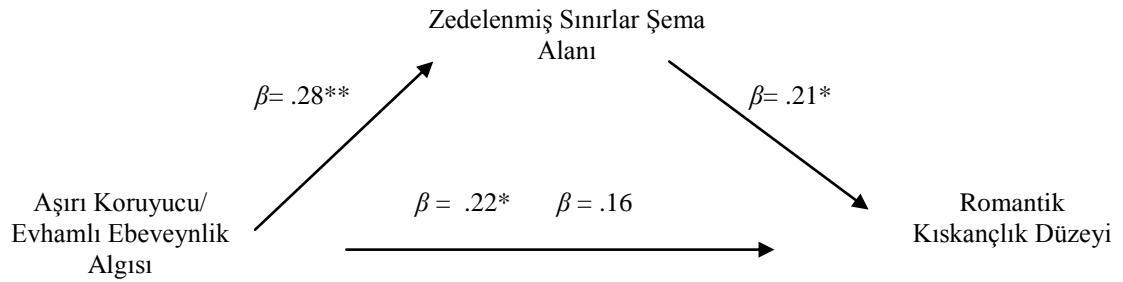 Zedelenmiş Sınırlar Şema
Alanı
β= .28**
β= .21*
Aşırı Koruyucu/
Evhamlı Ebeveynlik
Algısı
β = .22* β = .16
Romantik
Kıskançlık Düzeyi